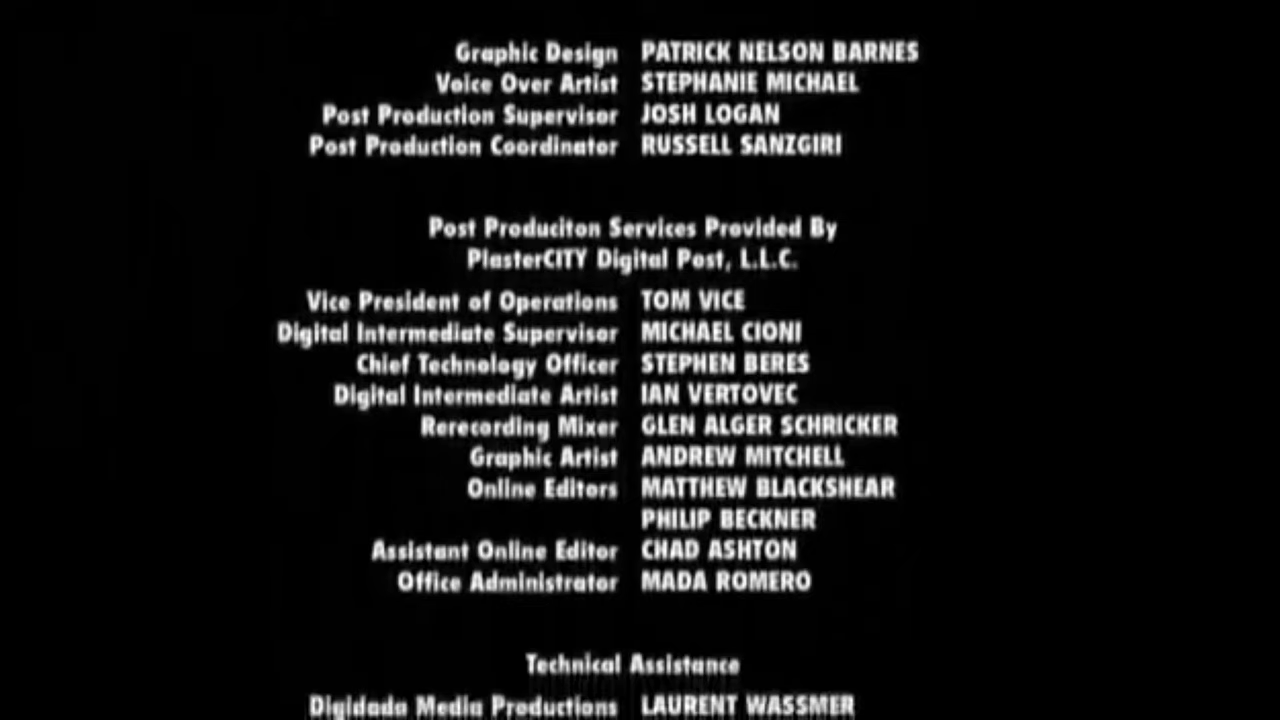 Graphic Design PATRICK NELSON BARNES
Voice Over Artist STEPHANIE MICHAEL
Post Production Supervisor JOSH LOGAN
Post Production Coordinator RUSSELL SANZGIRI
Post Produciton Services Provided By
PlasterCITY Digital Post, L.L.C.
Vice President of Operations TOM VICE
Digital Intermediate Supervisor MICHAEL CIONI
Chief Technology Officer STEPHEN BERES
Digital Intermediate Artist IAN VERTOVEC
Rerecording Mixer GLEN ALGER SCHRICKER
Graphic Artist ANDREW MITCHELL
Online Editors MATTHEW BLACKSHEAR
PHILIP BECKNER
Assistant Online Editor CHAD ASHTON
Office Administrator MADA ROMERO
Technical Assistance
Digidada Media Productions LAURENT WASSMER